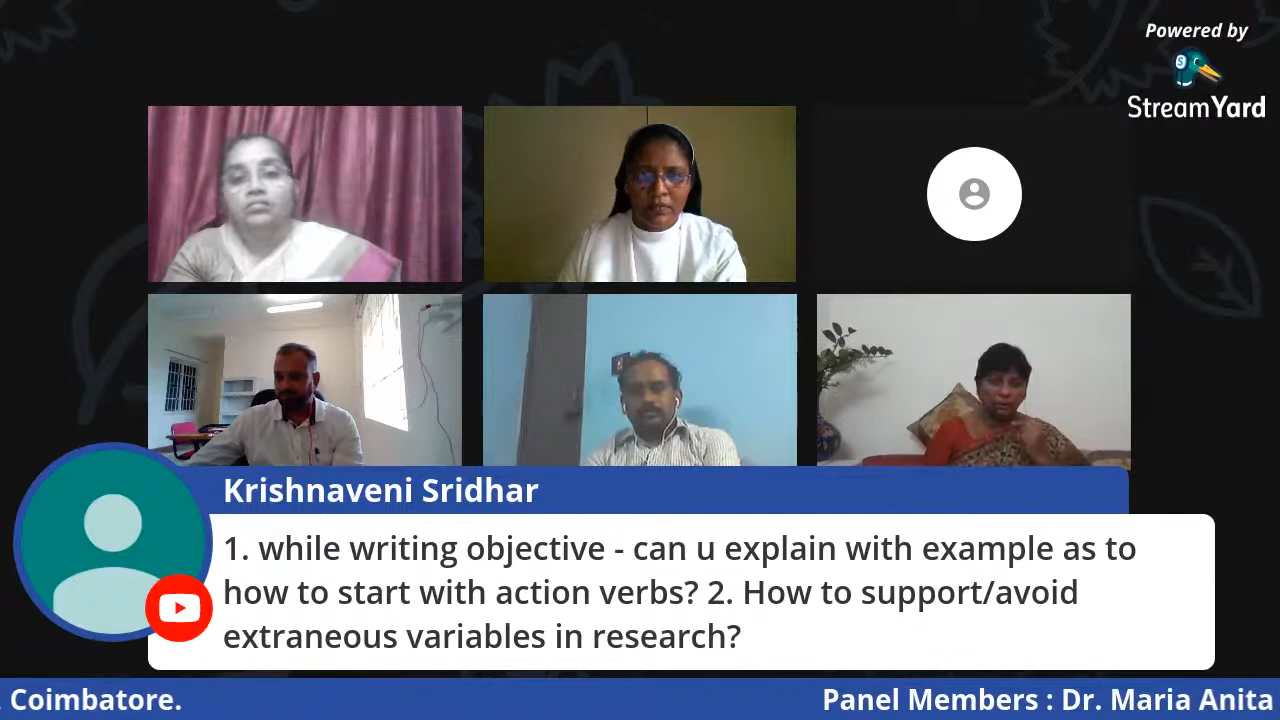 Powered by
StreamYard
Krishnaveni Sridhar
1. while writing objective - can u explain with example as to
how to start with action verbs? 2. How to support/avoid
extraneous variables in research?
. Coimbatore.
Panel Members : Dr. Maria Anita